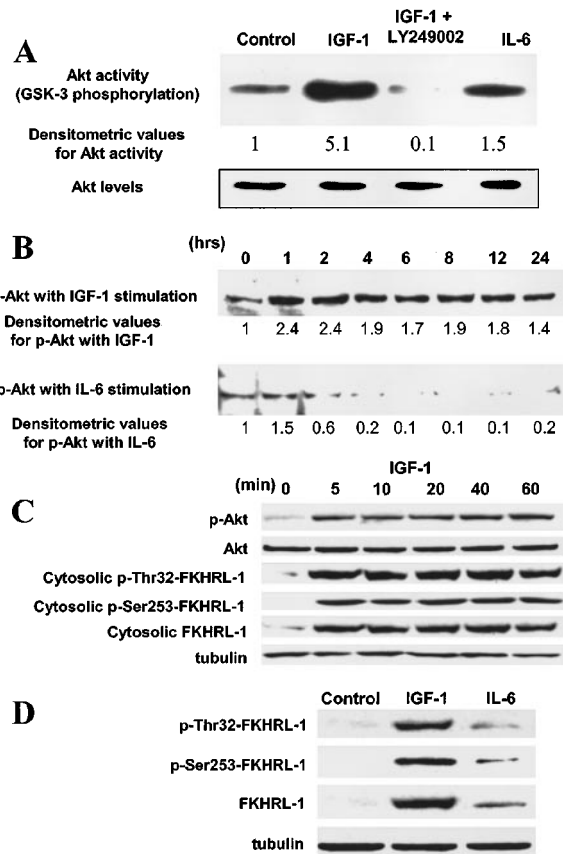 A
Control IGF-1 IGF-1 + LY249002 IL-6
Akt activity
(GSK-3 phosphorylation)
Densitometric values
for Akt activity
1 5.1 0.1 1.5
Akt levels
B
(hrs) 0 1 2 4 6 8 12 24
-Akt with IGF-1 stimulation
Densitometric values
for p-Akt with IGF-1
1 2.4 2.4 1.9 1.7 1.9 1.8 1.4
p-Akt with IL-6 stimulation
Densitometric values
for p-Akt with IL-6
1 1.5 0.6 0.2 0.1 0.1 0.1 0.2
C
IGF-1
(min) 0 5 10 20 40 60
p-Akt
Akt
Cytosolic p-Thr32-FKHRL-1
Cytosolic p-Ser253-FKHRL-1
Cytosolic FKHRL-1
tubulin
D
Control IGF-1 IL-6
p-Thr32-FKHRL-1
p-Ser253-FKHRL-1
FKHRL-1
tubulin